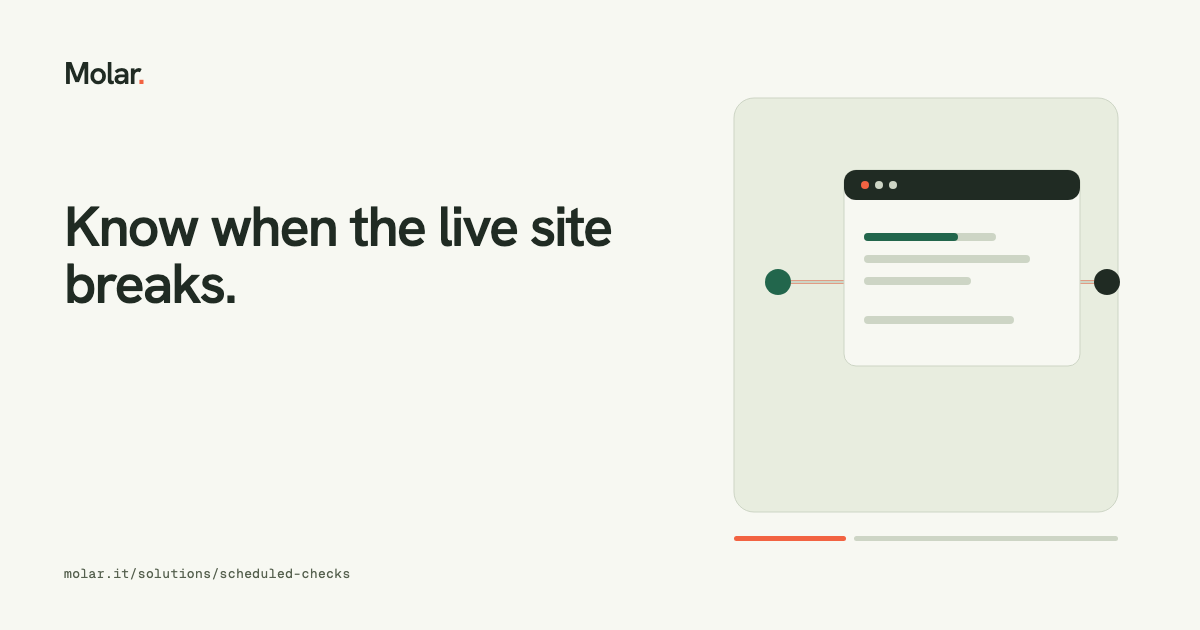 Molar.
Know when the live site
breaks.
molar.it/solutions/scheduled-checks